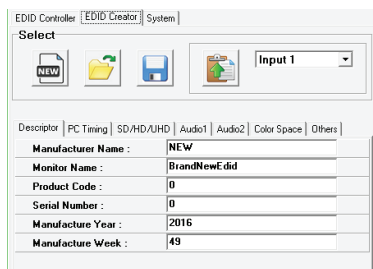 EDID Controller EDID Creator System
Select
NEW
Input 1
Descriptor PC Timing SD/HD/UHD Audio1 Audio2 Color Space Others
Manufacturer Name : NEW
Monitor Name : BrandNewEdid
Product Code : 0
Serial Number : 0
Manufacture Year : 2016
Manufacture Week : 49